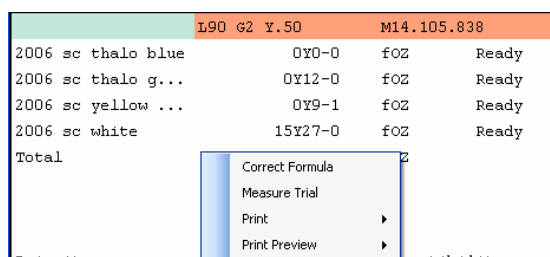 L90 G2 Y.50 M14.105.838
2006 sc thalo blue 0Y0-0 fOZ Ready
2006 sc thalo g... 0Y12-0 fOZ Ready
2006 sc yellow ... 0Y9-1 fOZ Ready
2006 sc white 15Y27-0 fOZ Ready
Total
Correct Formula
Measure Trial
Print
Print Preview